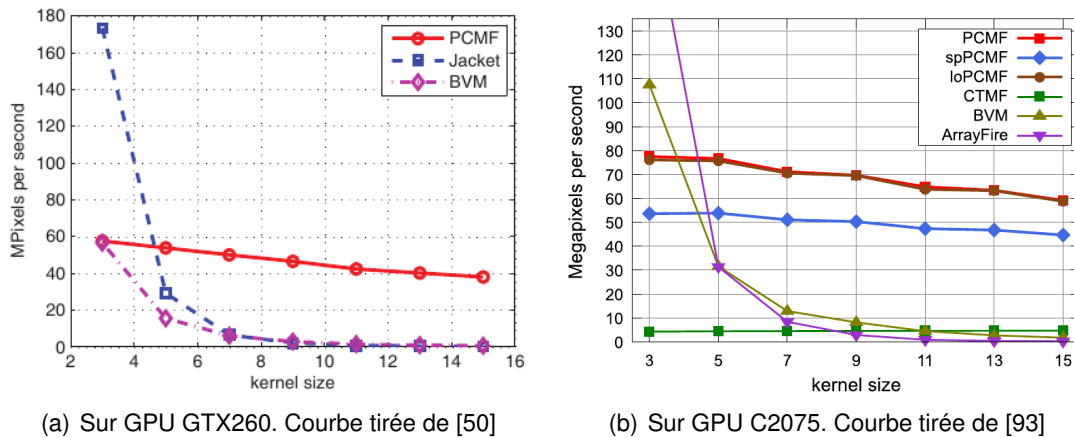 180
160
140
120
100
80
60
40
20
0
MPixels per second
2
4
6
8
10
12
14
16
kernel size
PCMF
Jacket
BVM
(a) Sur GPU GTX260. Courbe tirée de [50]
130
120
110
100
90
80
70
60
50
40
30
20
10
0
Megapixels per second
3
5
7
9
11
13
15
kernel size
PCMF
spPCMF
loPCMF
CTMF
BVM
ArrayFire
(b) Sur GPU C2075. Courbe tirée de [93]